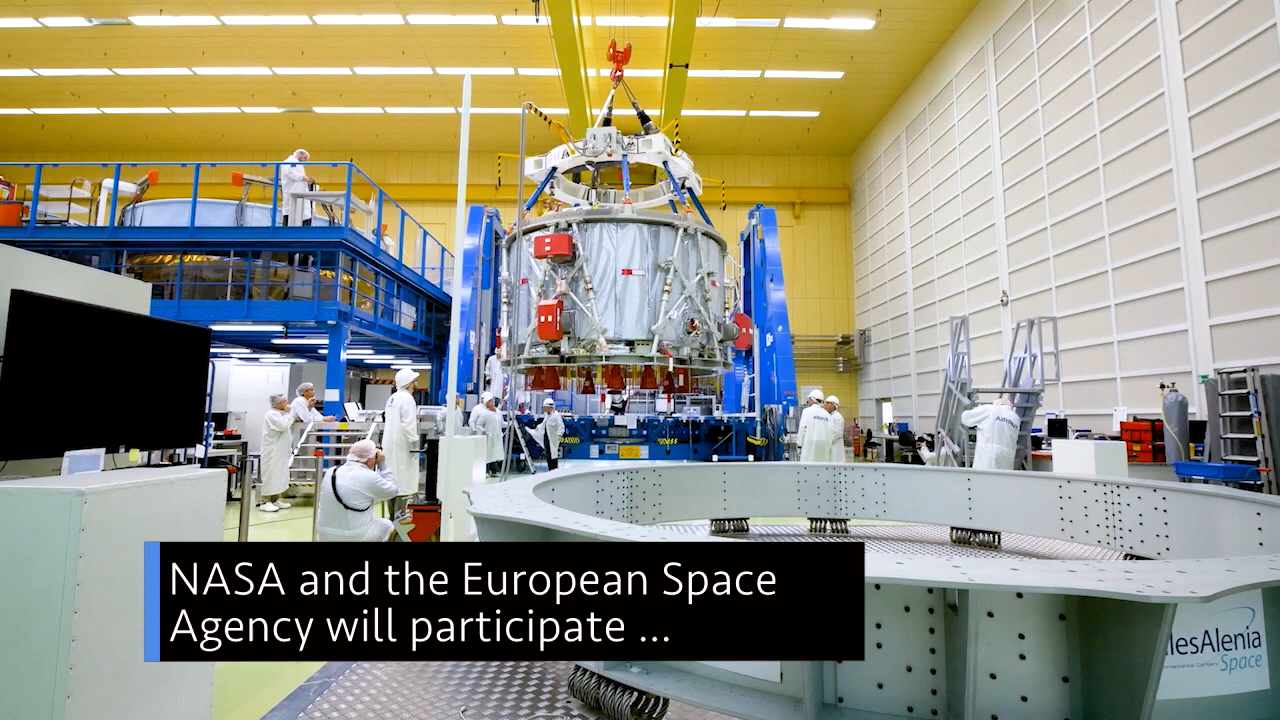 NASA and the European Space
Agency will participate ...
lesAlenia
Space